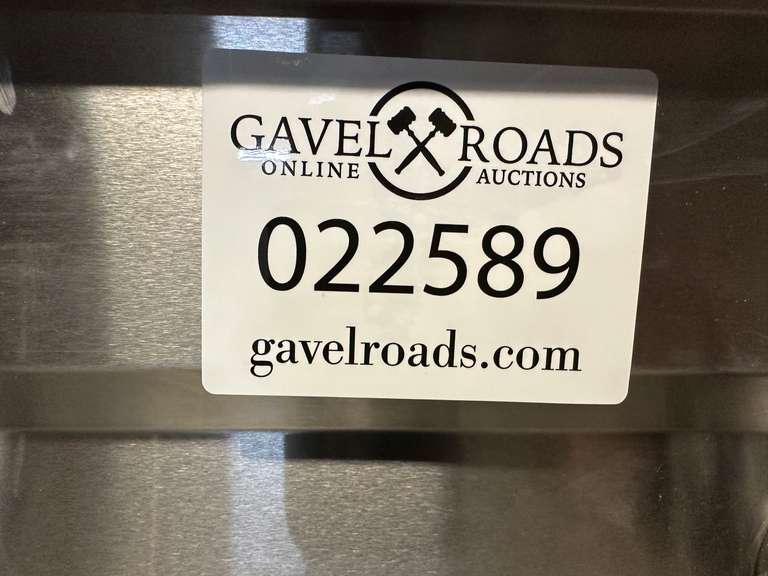 GAVEL ROADS
ONLINE AUCTIONS
022589
gavelroads.com